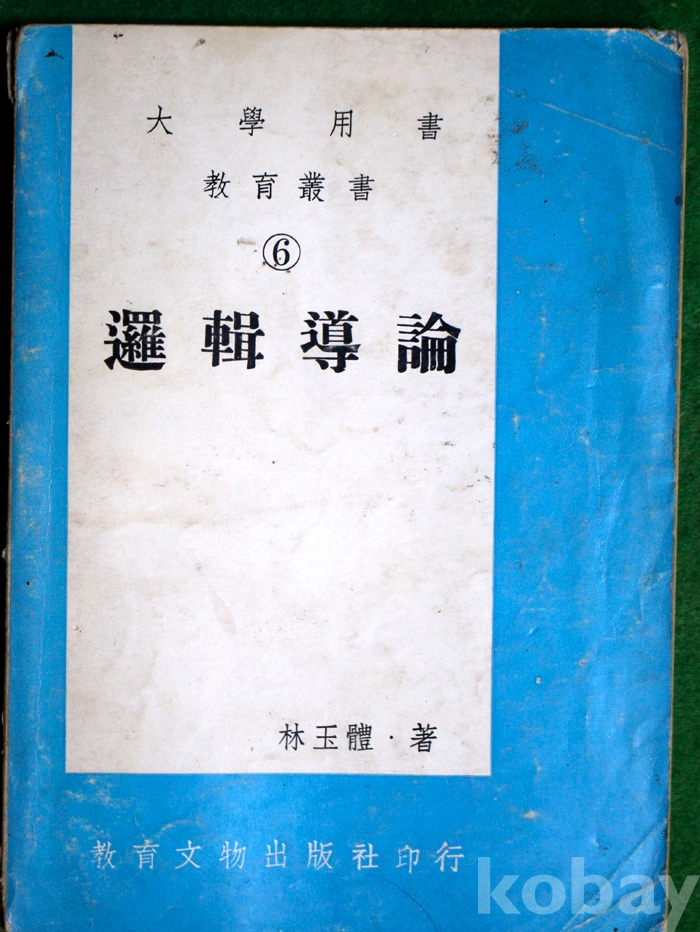 大學用書
教育叢書
⑥
邏輯導論
林玉體·著
教育文物出版社印行
kobay